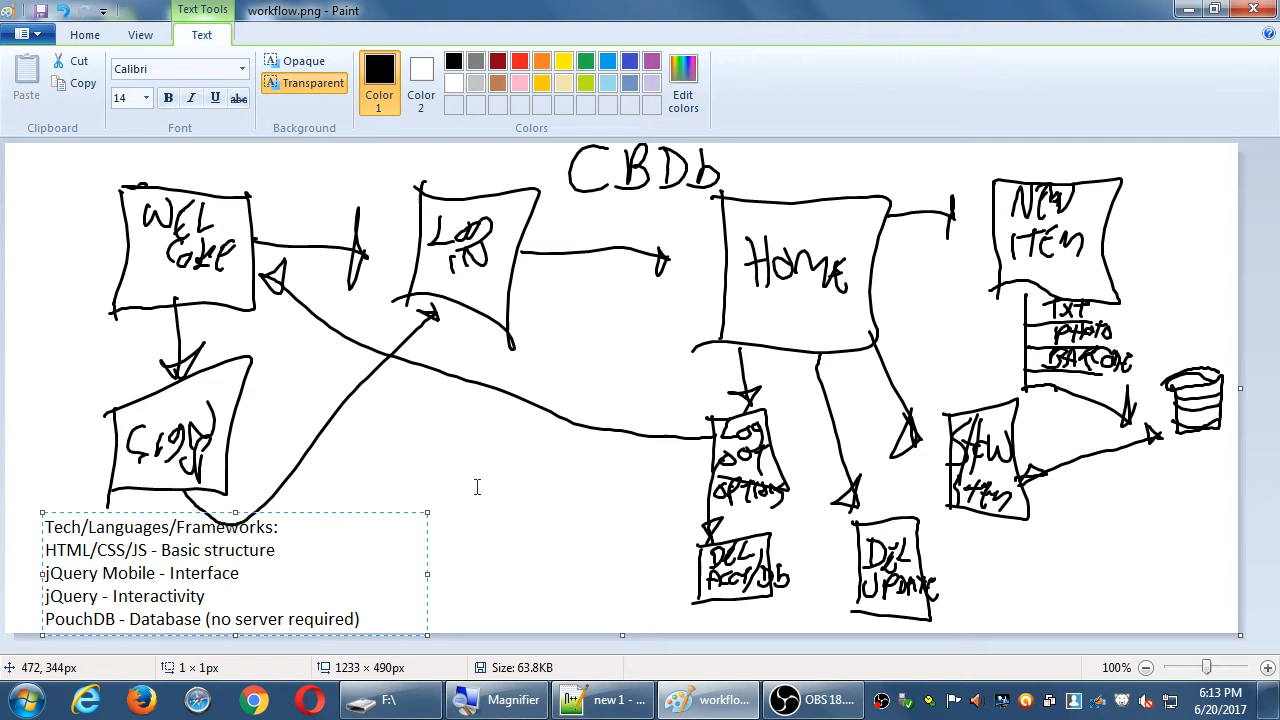 Text Tools
workflow.png - Paint
Home
View
Text
Paste
Cut
Copy
Clipboard
Calibri
14
B I U abc
Font
Opaque
Transparent
Background
Color 1
Color 2
Edit colors
Colors
CBDb
WEL
COME
LOG
IN
HOME
NEW
ITEM
TXT
PHOTO
BARCODE
LOG
OUT
OPTIONS
DEL
ACCT/DB
DEL
UPDATE
Tech/Languages/Frameworks:
HTML/CSS/JS - Basic structure
jQuery Mobile - Interface
jQuery - Interactivity
PouchDB - Database (no server required)
472, 344px
1 × 1px
1233 × 490px
Size: 63.8KB
100%
F:\
Magnifier
new 1 - ...
workflo...
OBS 18....
6:13 PM
6/20/2017